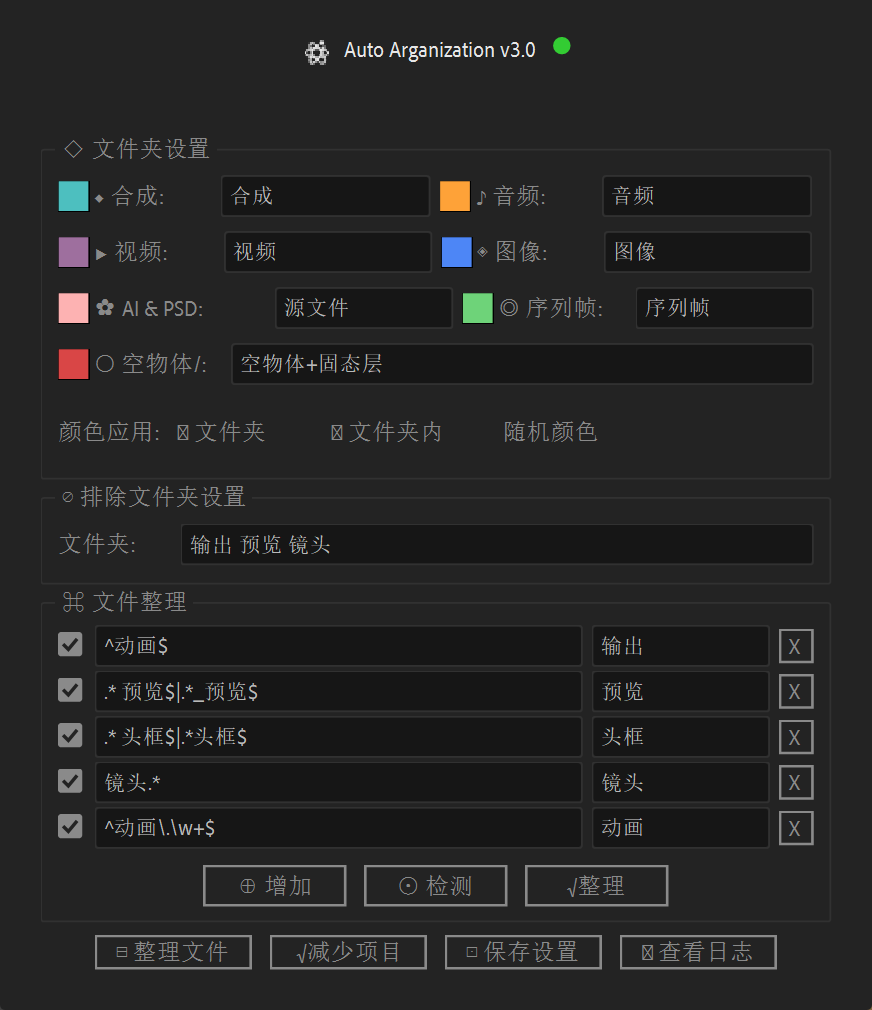 Auto Arganization v3.0
◇ 文件夹设置
⬥ 合成: 合成 ♪ 音频: 音频
▶ 视频: 视频 ◈ 图像: 图像
✿ AI & PSD: 源文件 ◎ 序列帧: 序列帧
〇 空物体/: 空物体+固态层
颜色应用: 文件夹 文件夹内 随机颜色
⊘ 排除文件夹设置
文件夹: 输出 预览 镜头
⌘ 文件整理
^动画$ 输出 X
.* 预览$|.*_预览$ 预览 X
.* 头框$|.*头框$ 头框 X
镜头.* 镜头 X
^动画\.\w+$ 动画 X
⊕ 增加 ⊙ 检测 √整理
⊟ 整理文件 √减少项目 ⊡ 保存设置 查看日志